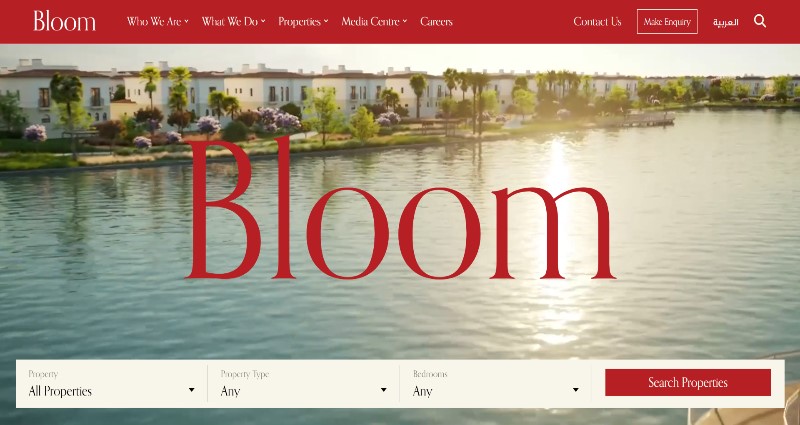 Bloom
Who We Are
What We Do
Properties
Media Centre
Careers
Contact Us
Make Enquiry
العربية
Bloom
Property
All Properties
Property Type
Any
Bedrooms
Any
Search Properties